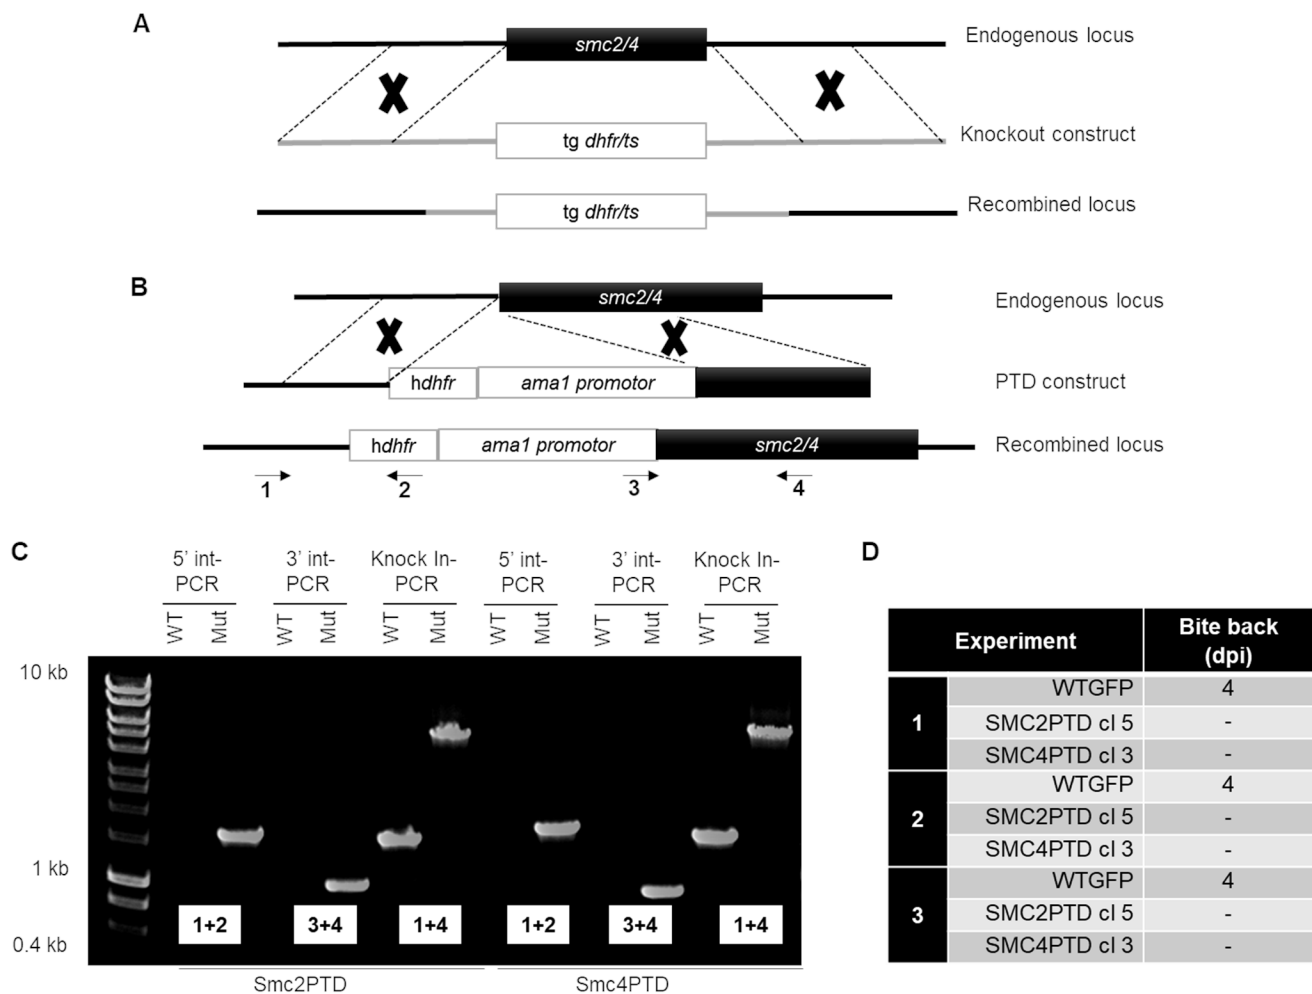 A
smc2/4
Endogenous locus
tg dhfr/ts
Knockout construct
tg dhfr/ts
Recombined locus
B
smc2/4
Endogenous locus
hdhfr
ama1 promotor
PTD construct
hdhfr
ama1 promotor
smc2/4
Recombined locus
1
2
3
4
C
5' int-
PCR
3' int-
PCR
Knock In-
PCR
5' int-
PCR
3' int-
PCR
Knock In-
PCR
WT
Mut
WT
Mut
WT
Mut
WT
Mut
WT
Mut
WT
Mut
10 kb
1 kb
0.4 kb
1+2
3+4
1+4
1+2
3+4
1+4
Smc2PTD
Smc4PTD
D
Experiment
Bite back
(dpi)
1
WTGFP 4
SMC2PTD cl 5 -
SMC4PTD cl 3 -
2
WTGFP 4
SMC2PTD cl 5 -
SMC4PTD cl 3 -
3
WTGFP 4
SMC2PTD cl 5 -
SMC4PTD cl 3 -